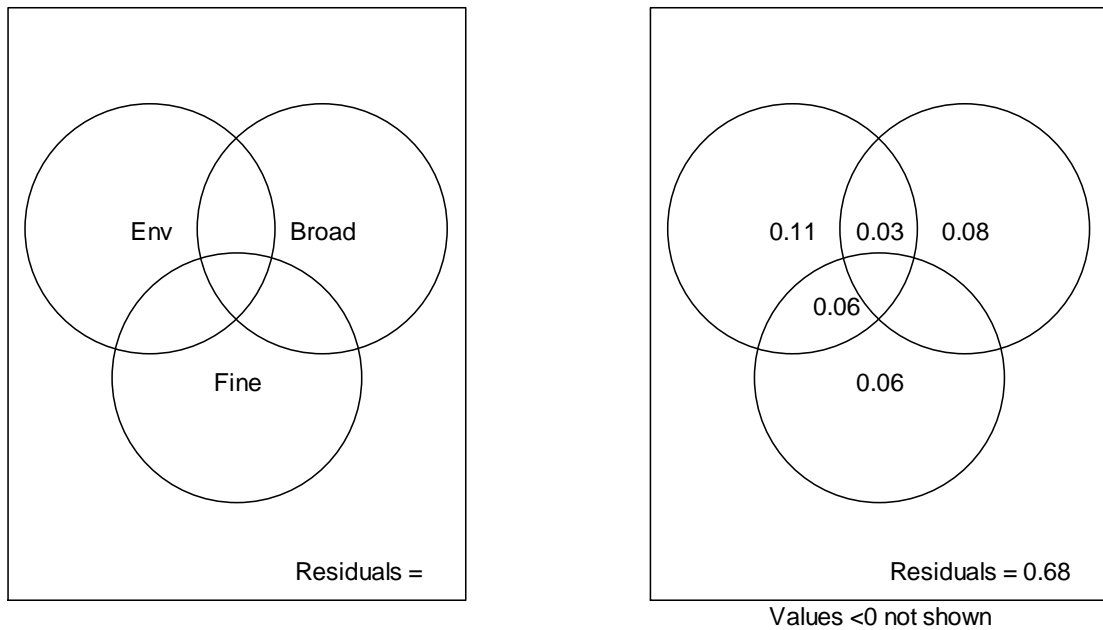 Env
Broad
Fine
Residuals =
0.11
0.03
0.08
0.06
0.06
Residuals = 0.68
Values <0 not shown